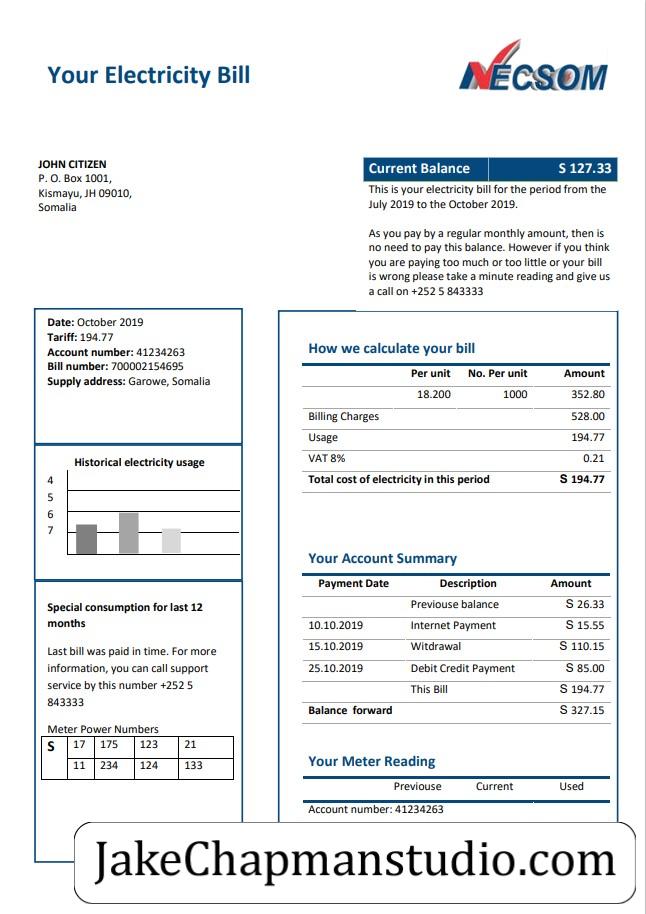 Your Electricity Bill
NECSOM
JOHN CITIZEN
P. O. Box 1001,
Kismayu, JH 09010,
Somalia
Current Balance S 127.33
This is your electricity bill for the period from the
July 2019 to the October 2019.
As you pay by a regular monthly amount, then is
no need to pay this balance. However if you think
you are paying too much or too little or your bill
is wrong please take a minute reading and give us
a call on +252 5 843333
Date: October 2019
Tariff: 194.77
Account number: 41234263
Bill number: 700002154695
Supply address: Garowe, Somalia
Historical electricity usage
4
5
6
7
Special consumption for last 12
months
Last bill was paid in time. For more
information, you can call support
service by this number +252 5
843333
Meter Power Numbers
S 17 175 123 21
11 234 124 133
How we calculate your bill
Per unit No. Per unit Amount
18.200 1000 352.80
Billing Charges 528.00
Usage 194.77
VAT 8% 0.21
Total cost of electricity in this period S 194.77
Your Account Summary
Payment Date Description Amount
Previouse balance S 26.33
10.10.2019 Internet Payment S 15.55
15.10.2019 Witdrawal S 110.15
25.10.2019 Debit Credit Payment S 85.00
This Bill S 194.77
Balance forward S 327.15
Your Meter Reading
Previouse Current Used
Account number: 41234263
JakeChapmanstudio.com